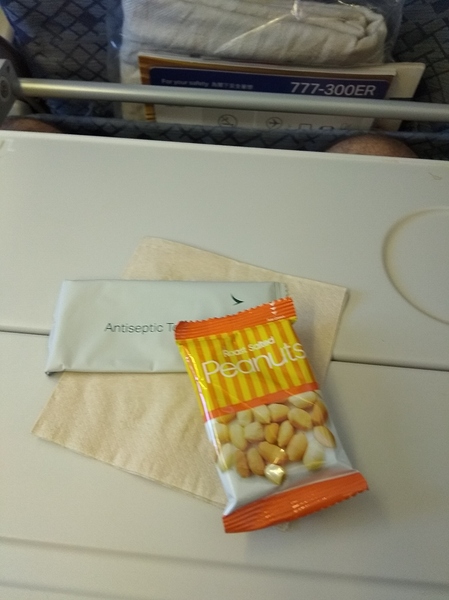 For your safety
777-300ER
Antiseptic
Roast Salted
Peanuts